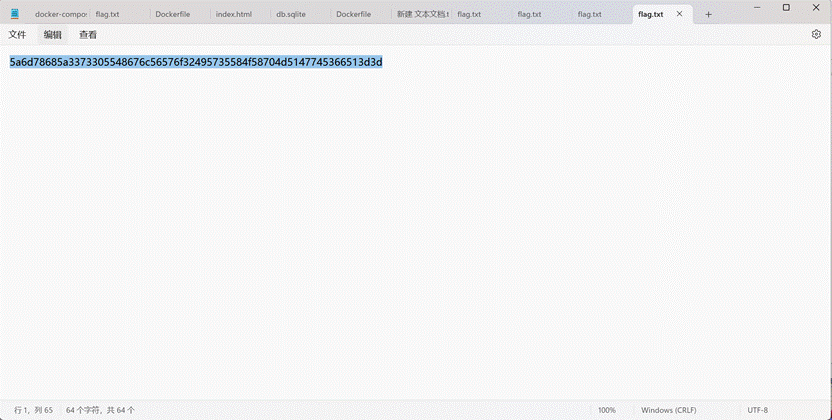 docker-compor
flag.txt
Dockerfile
index.html
db.sqlite
Dockerfile
新建 文本文档.t
flag.txt
flag.txt
flag.txt
flag.txt
文件 编辑 查看
5a6d78685a3373305548676c56576f32495735584f58704d5147745366513d3d
行 1，列 65 64 个字符，共 64 个 100% Windows (CRLF) UTF-8